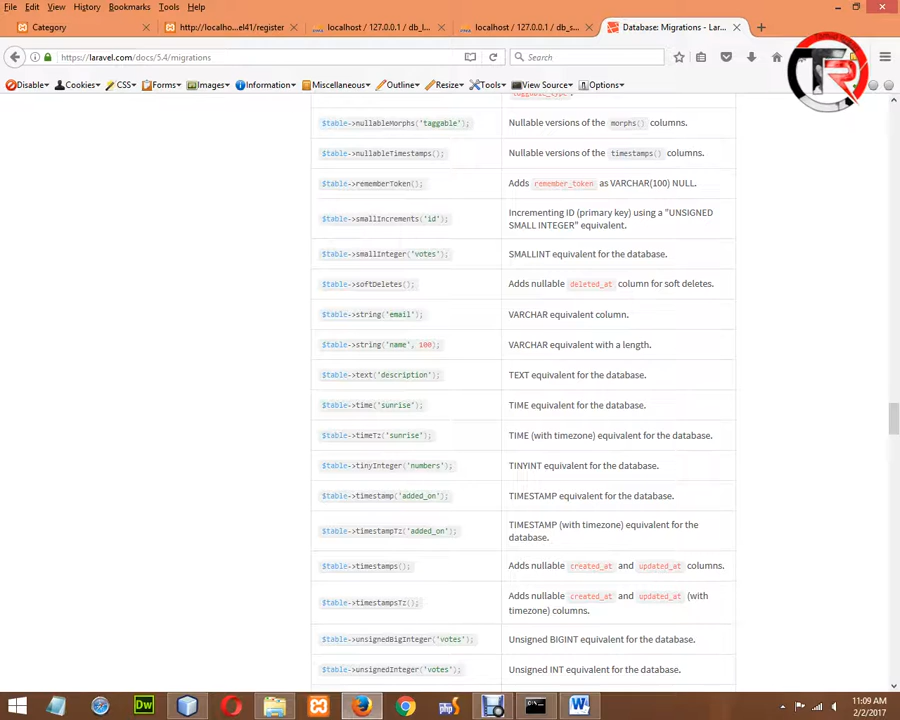 File Edit View History Bookmarks Tools Help
Category
http://localho...el41/register
localhost / 127.0.0.1 / db_l...
localhost / 127.0.0.1 / db_s...
Database: Migrations - Lar...
https://laravel.com/docs/5.4/migrations
Search
Disable Cookies CSS Forms Images Information Miscellaneous Outline Resize Tools View Source Options
taggable_type.
$table->nullableMorphs('taggable'); Nullable versions of the morphs() columns.
$table->nullableTimestamps(); Nullable versions of the timestamps() columns.
$table->rememberToken(); Adds remember_token as VARCHAR(100) NULL.
$table->smallIncrements('id'); Incrementing ID (primary key) using a "UNSIGNED
SMALL INTEGER" equivalent.
$table->smallInteger('votes'); SMALLINT equivalent for the database.
$table->softDeletes(); Adds nullable deleted_at column for soft deletes.
$table->string('email'); VARCHAR equivalent column.
$table->string('name', 100); VARCHAR equivalent with a length.
$table->text('description'); TEXT equivalent for the database.
$table->time('sunrise'); TIME equivalent for the database.
$table->timeTz('sunrise'); TIME (with timezone) equivalent for the database.
$table->tinyInteger('numbers'); TINYINT equivalent for the database.
$table->timestamp('added_on'); TIMESTAMP equivalent for the database.
$table->timestampTz('added_on'); TIMESTAMP (with timezone) equivalent for the
database.
$table->timestamps(); Adds nullable created_at and updated_at columns.
$table->timestampsTz(); Adds nullable created_at and updated_at (with
timezone) columns.
$table->unsignedBigInteger('votes'); Unsigned BIGINT equivalent for the database.
$table->unsignedInteger('votes'); Unsigned INT equivalent for the database.
Dw
php
11:09 AM
2/2/2017